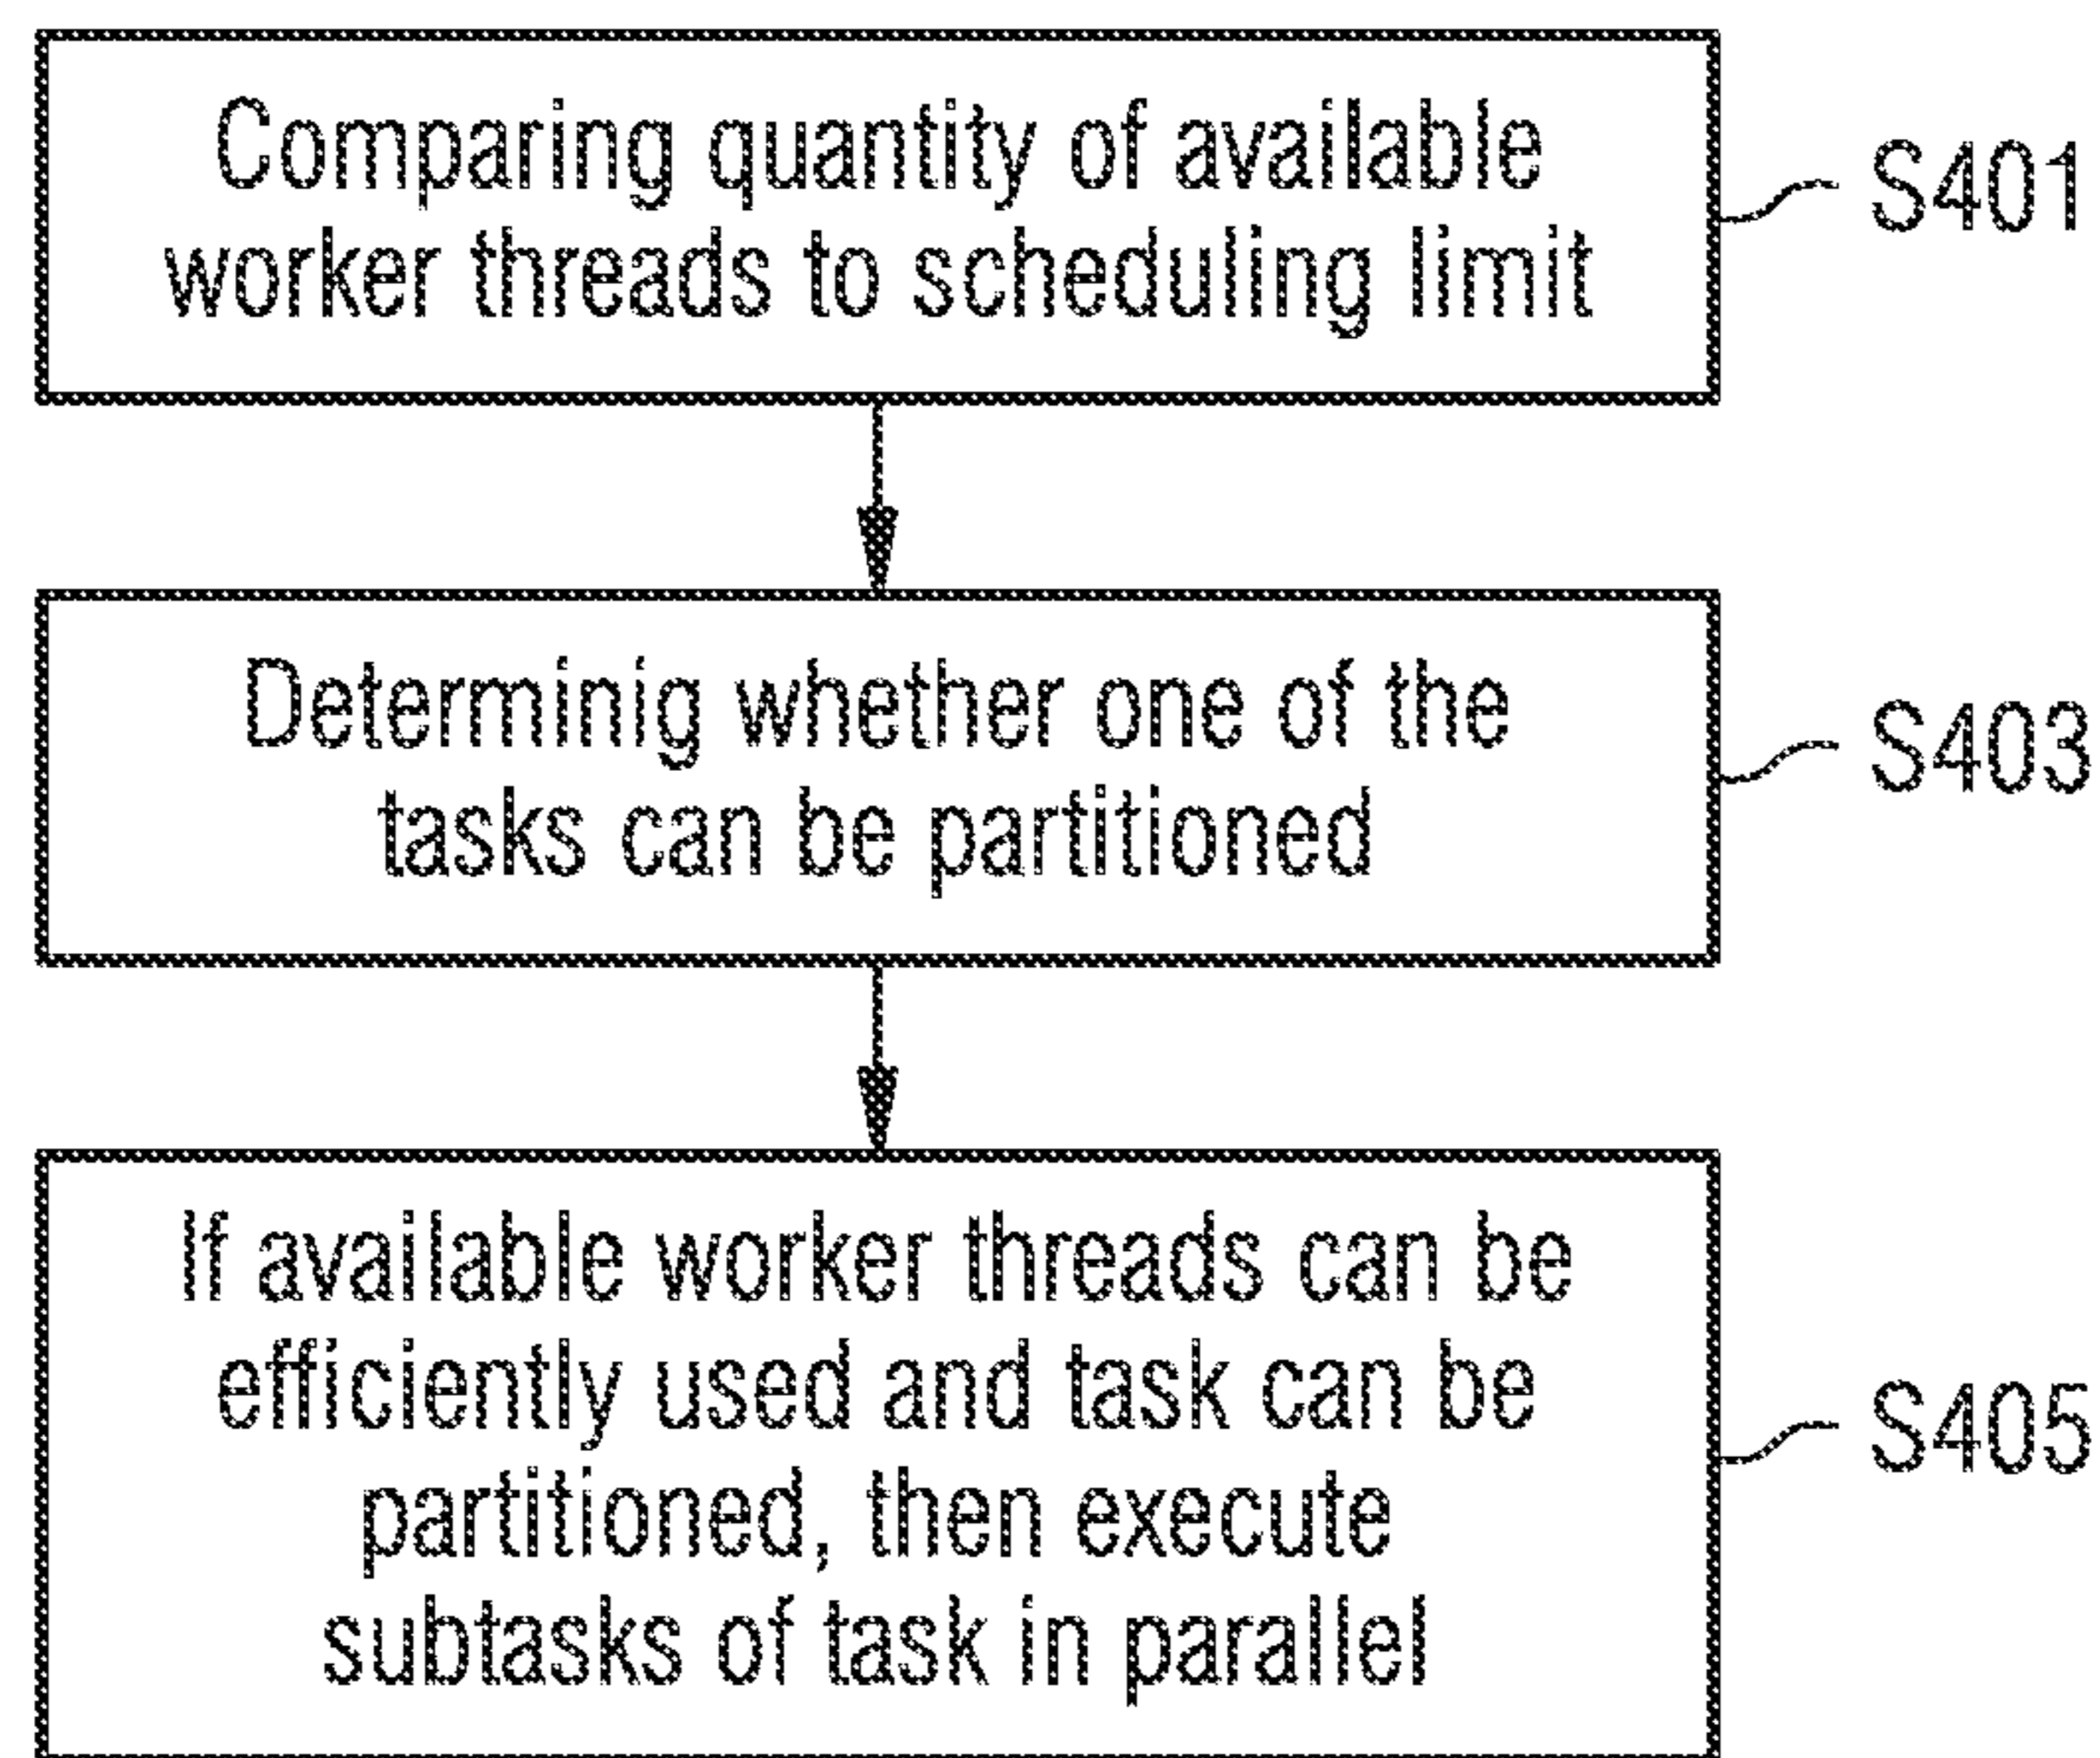 Comparing quantity of available
worker threads to scheduling limit
S401
Determinig whether one of the
tasks can be partitioned
S403
If available worker threads can be
efficiently used and task can be
partitioned, then execute
subtasks of task in parallel
S405